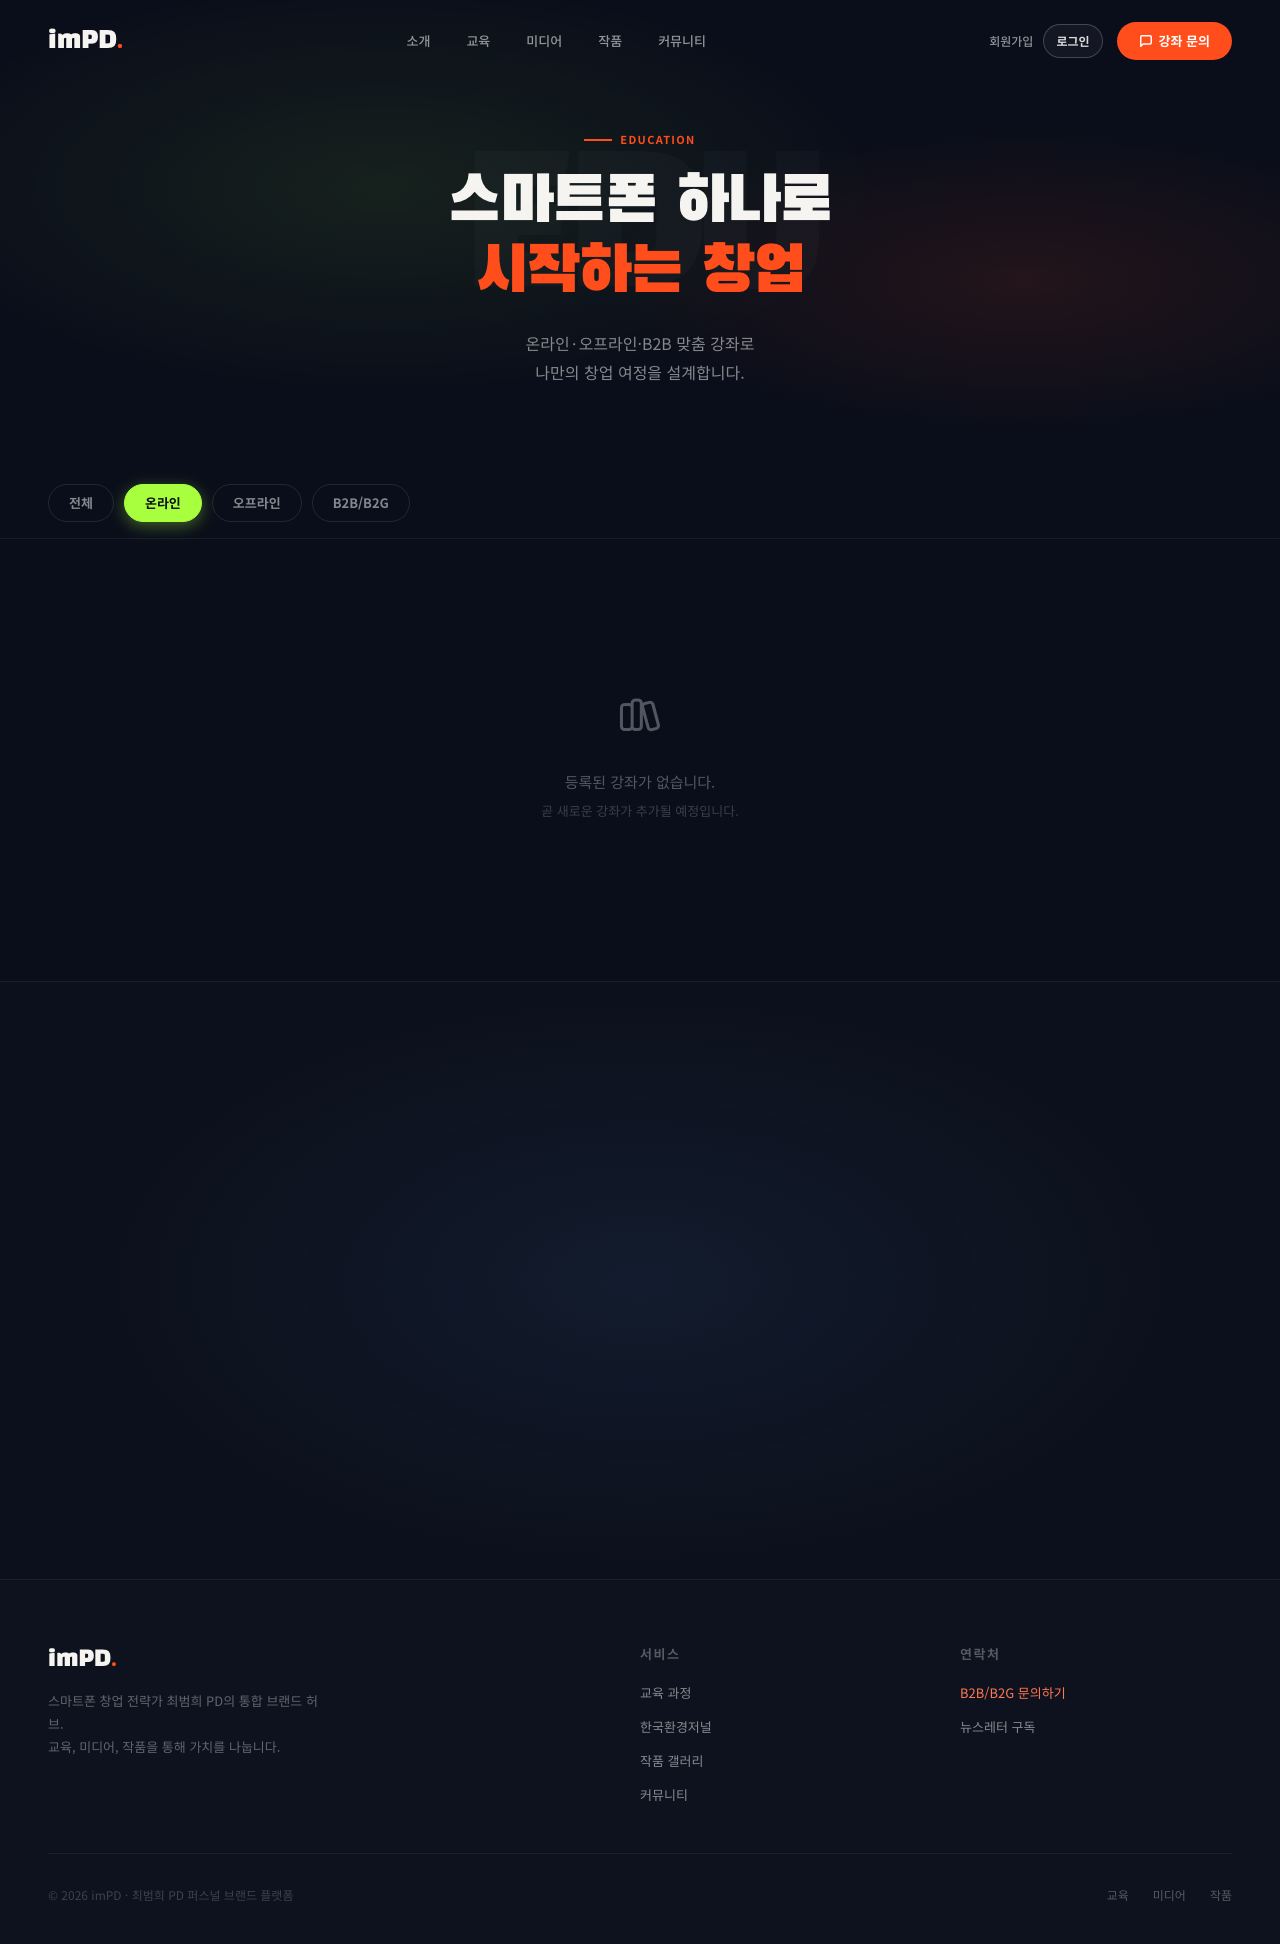 imPD.
소개
교육
미디어
작품
커뮤니티
회원가입
로그인
강좌 문의
EDUCATION
EDU
스마트폰 하나로
시작하는 창업
온라인·오프라인·B2B 맞춤 강좌로
나만의 창업 여정을 설계합니다.
전체
온라인
오프라인
B2B/B2G
등록된 강좌가 없습니다.
곧 새로운 강좌가 추가될 예정입니다.
imPD.
스마트폰 창업 전략가 최범희 PD의 통합 브랜드 허
브.
교육, 미디어, 작품을 통해 가치를 나눕니다.
서비스
교육 과정
한국환경저널
작품 갤러리
커뮤니티
연락처
B2B/B2G 문의하기
뉴스레터 구독
© 2026 imPD · 최범희 PD 퍼스널 브랜드 플랫폼
교육
미디어
작품